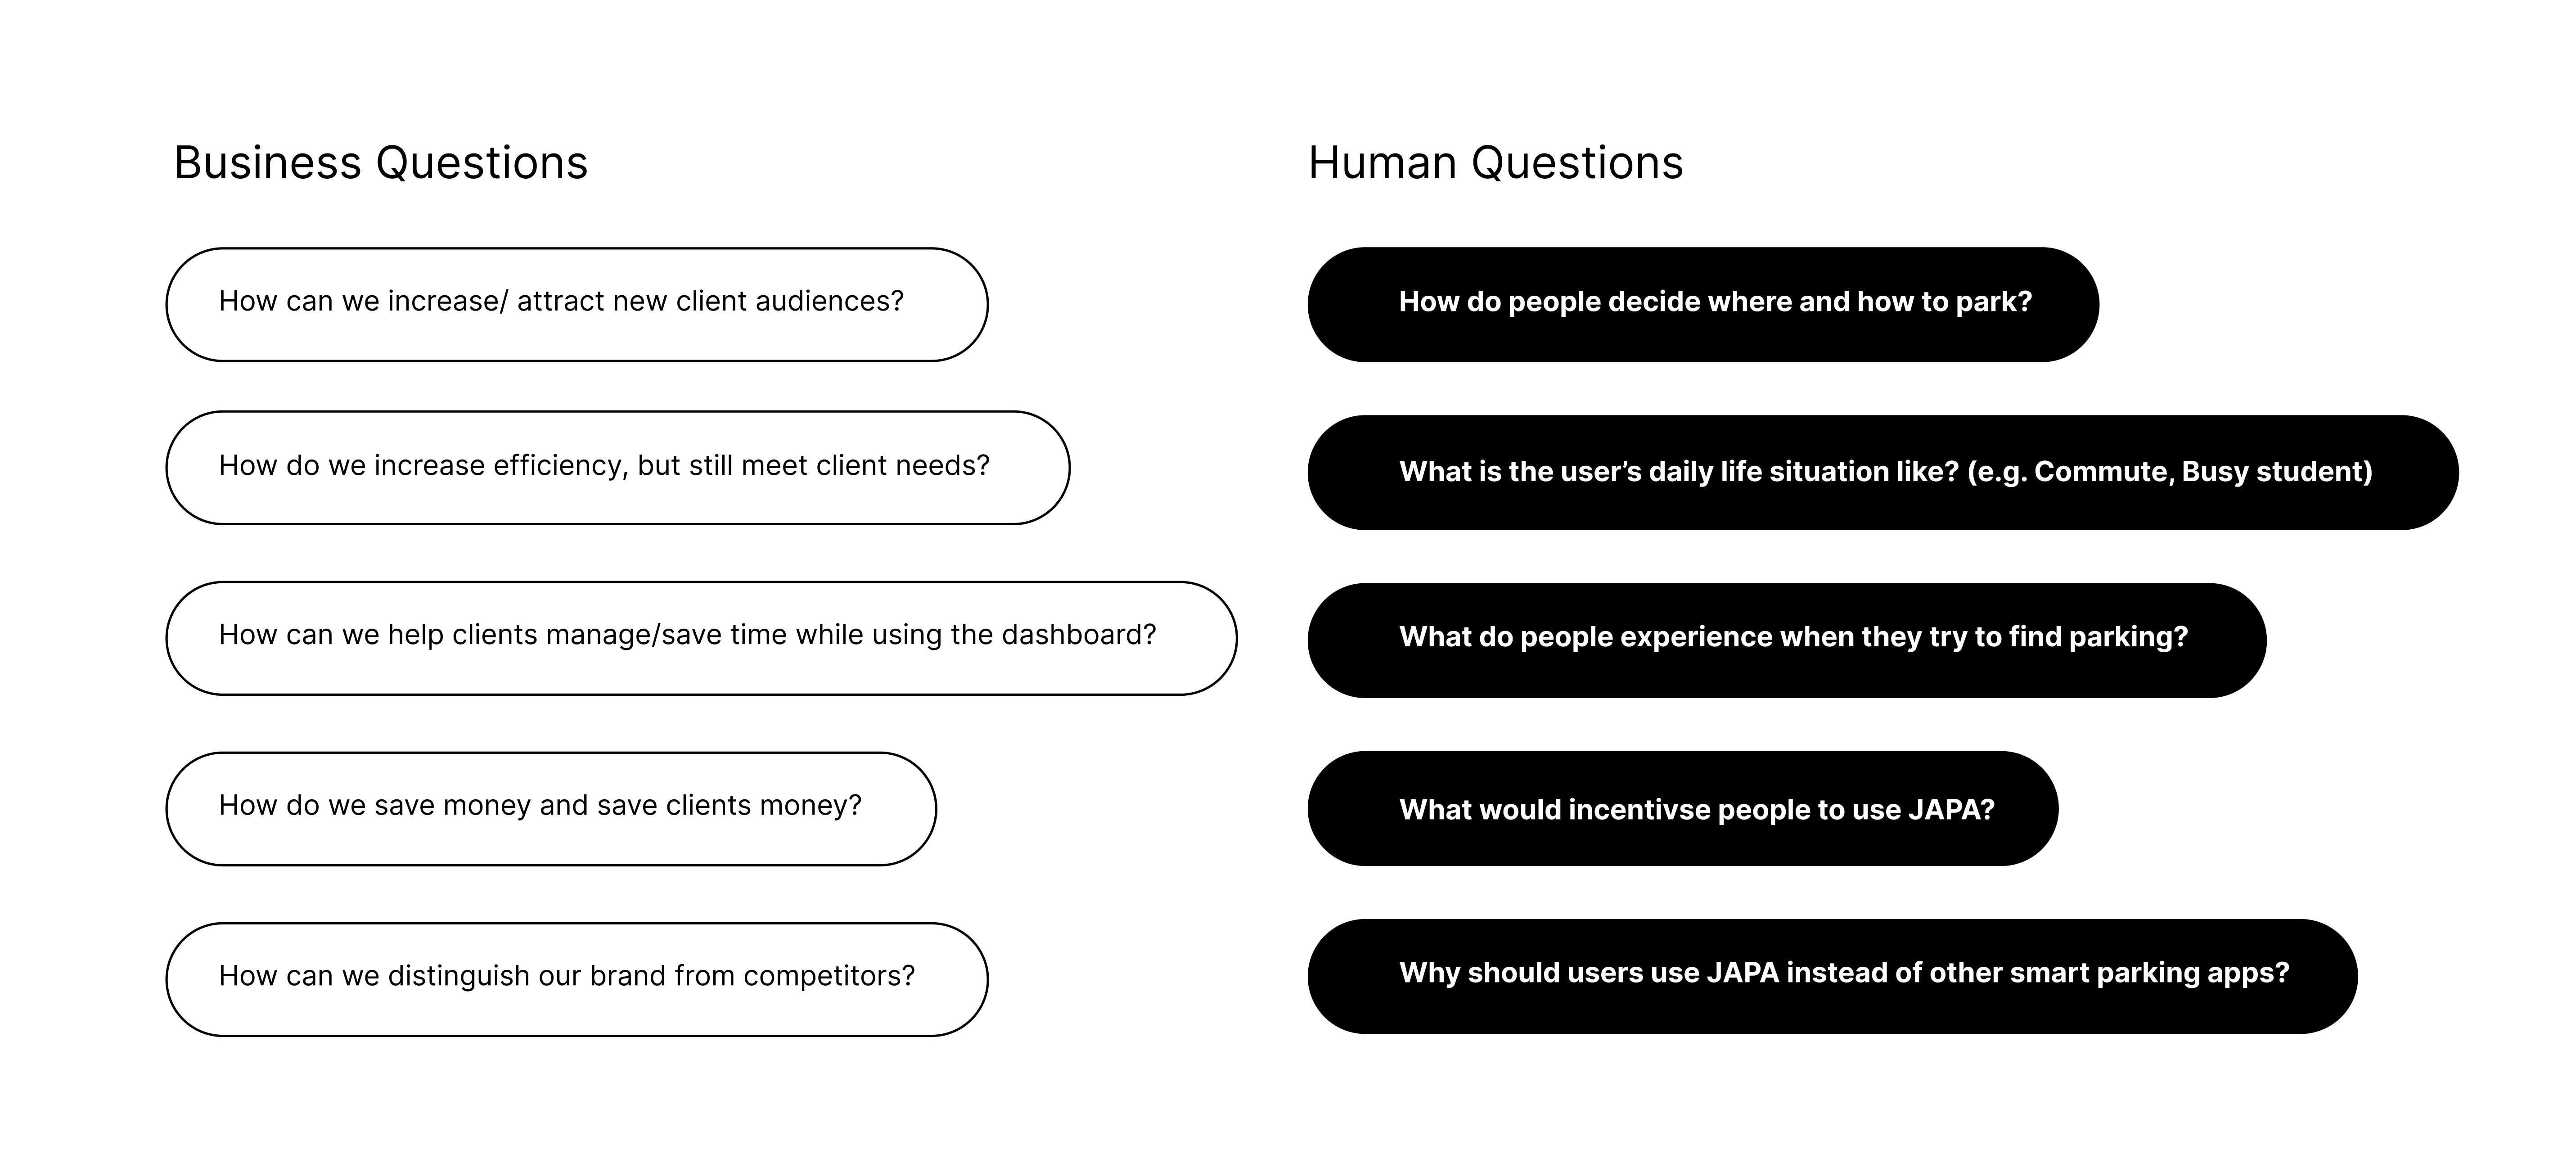 Business Questions
How can we increase/ attract new client audiences?
How do we increase efficiency, but still meet client needs?
How can we help clients manage/save time while using the dashboard?
How do we save money and save clients money?
How can we distinguish our brand from competitors?
Human Questions
How do people decide where and how to park?
What is the user’s daily life situation like? (e.g. Commute, Busy student)
What do people experience when they try to find parking?
What would incentivse people to use JAPA?
Why should users use JAPA instead of other smart parking apps?